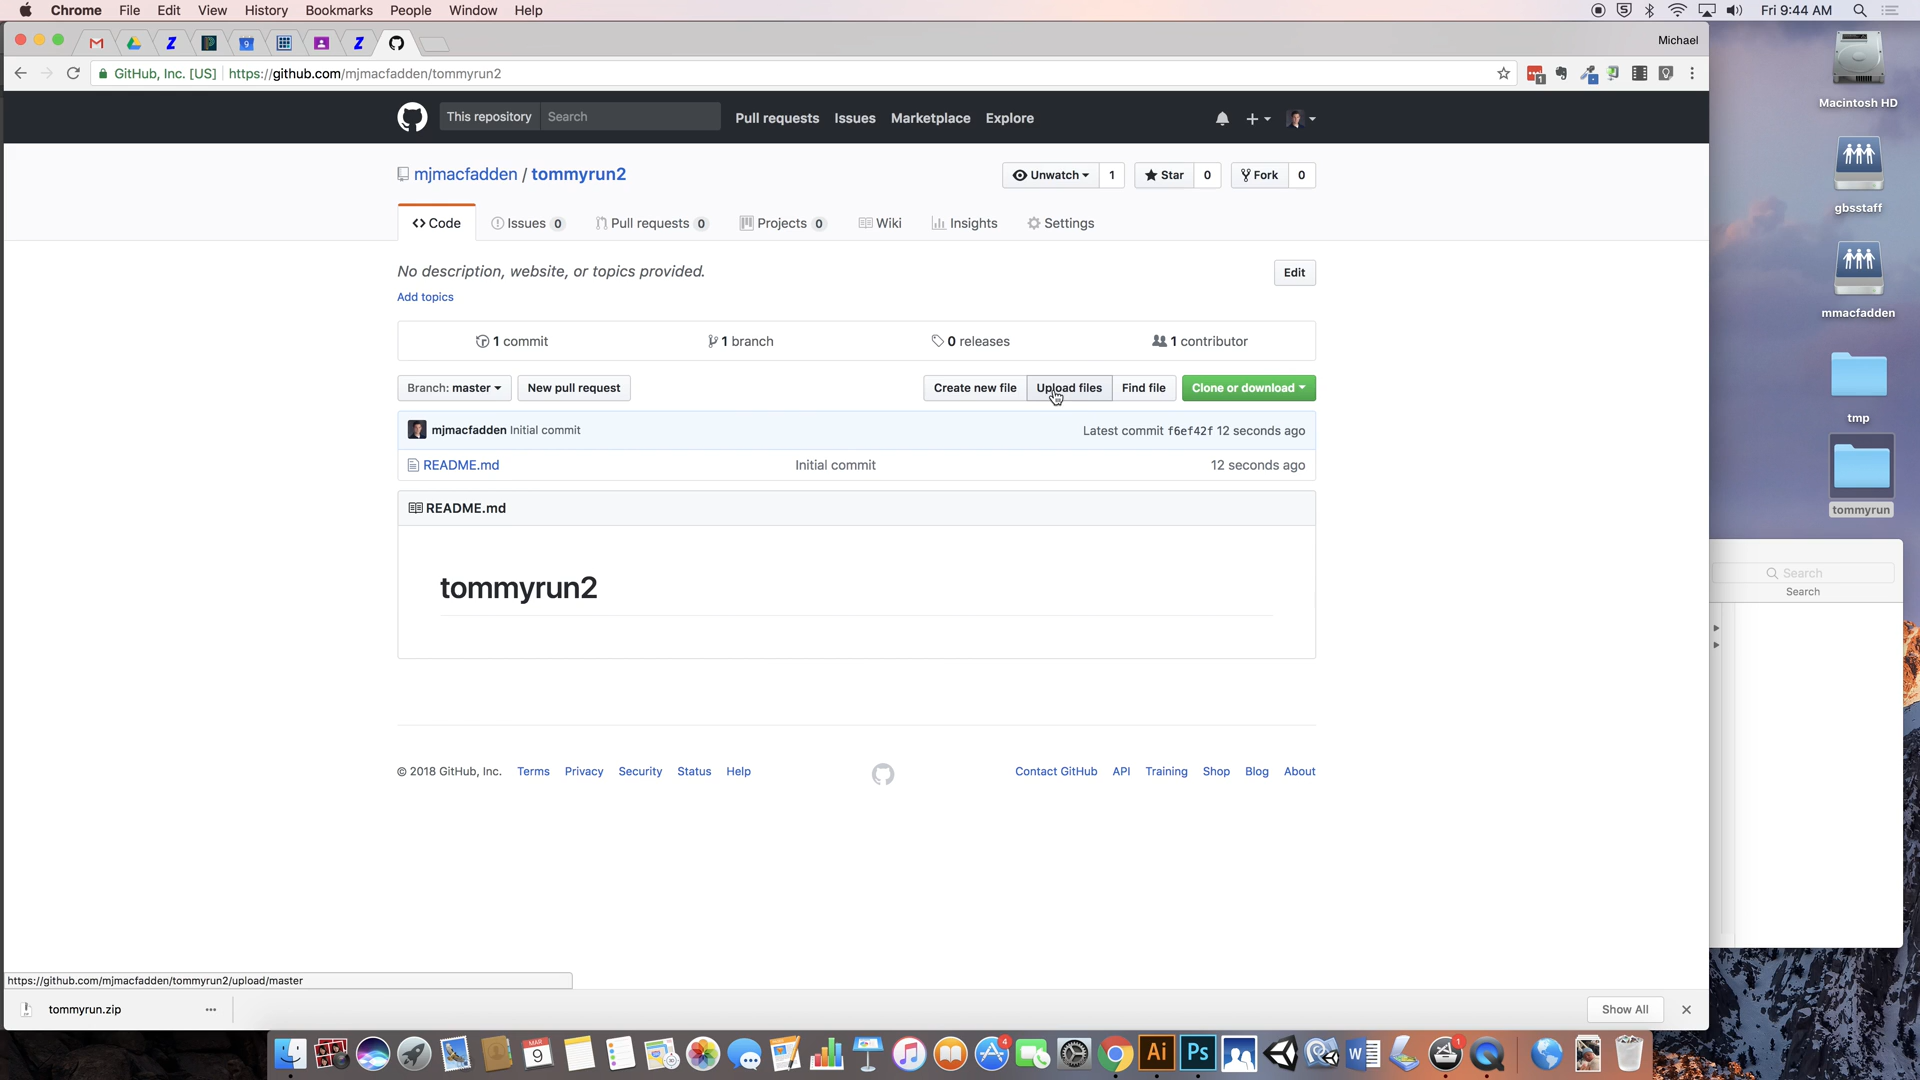 Chrome File Edit View History Bookmarks People Window Help Fri 9:44 AM
Michael
GitHub, Inc. [US] https://github.com/mjmacfadden/tommyrun2
This repository Search Pull requests Issues Marketplace Explore
mjmacfadden / tommyrun2 Unwatch 1 Star 0 Fork 0
Code Issues 0 Pull requests 0 Projects 0 Wiki Insights Settings
No description, website, or topics provided. Edit
Add topics
1 commit 1 branch 0 releases 1 contributor
Branch: master New pull request Create new file Upload files Find file Clone or download
mjmacfadden Initial commit Latest commit f6ef42f 12 seconds ago
README.md Initial commit 12 seconds ago
README.md
tommyrun2
© 2018 GitHub, Inc. Terms Privacy Security Status Help Contact GitHub API Training Shop Blog About
https://github.com/mjmacfadden/tommyrun2/upload/master
tommyrun.zip Show All
Macintosh HD
gbsstaff
mmacfadden
tmp
tommyrun
Search
Search
MAR
9
Ai
Ps
4
1